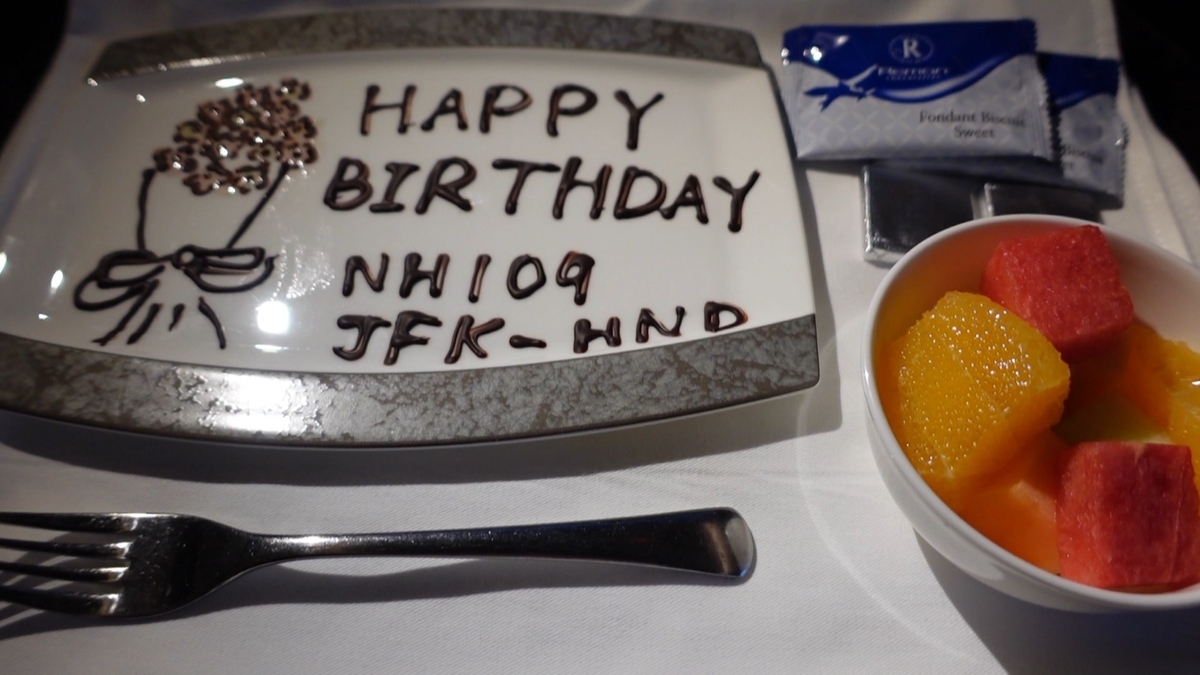 HAPPY
BIRTHDAY
NH109
JFK-HND
R
Fondant Biscuit
Sweet